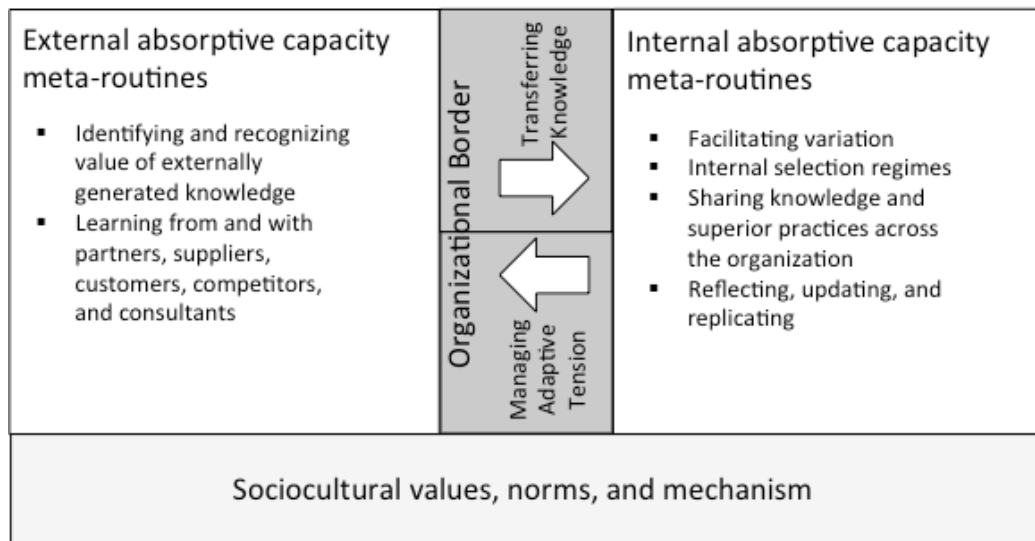 External absorptive capacity
meta-routines
▪ Identifying and recognizing
value of externally
generated knowledge
▪ Learning from and with
partners, suppliers,
customers, competitors,
and consultants
Organizational Border
Transferring
Knowledge
Managing
Adaptive
Tension
Internal absorptive capacity
meta-routines
▪ Facilitating variation
▪ Internal selection regimes
▪ Sharing knowledge and
superior practices across
the organization
▪ Reflecting, updating, and
replicating
Sociocultural values, norms, and mechanism